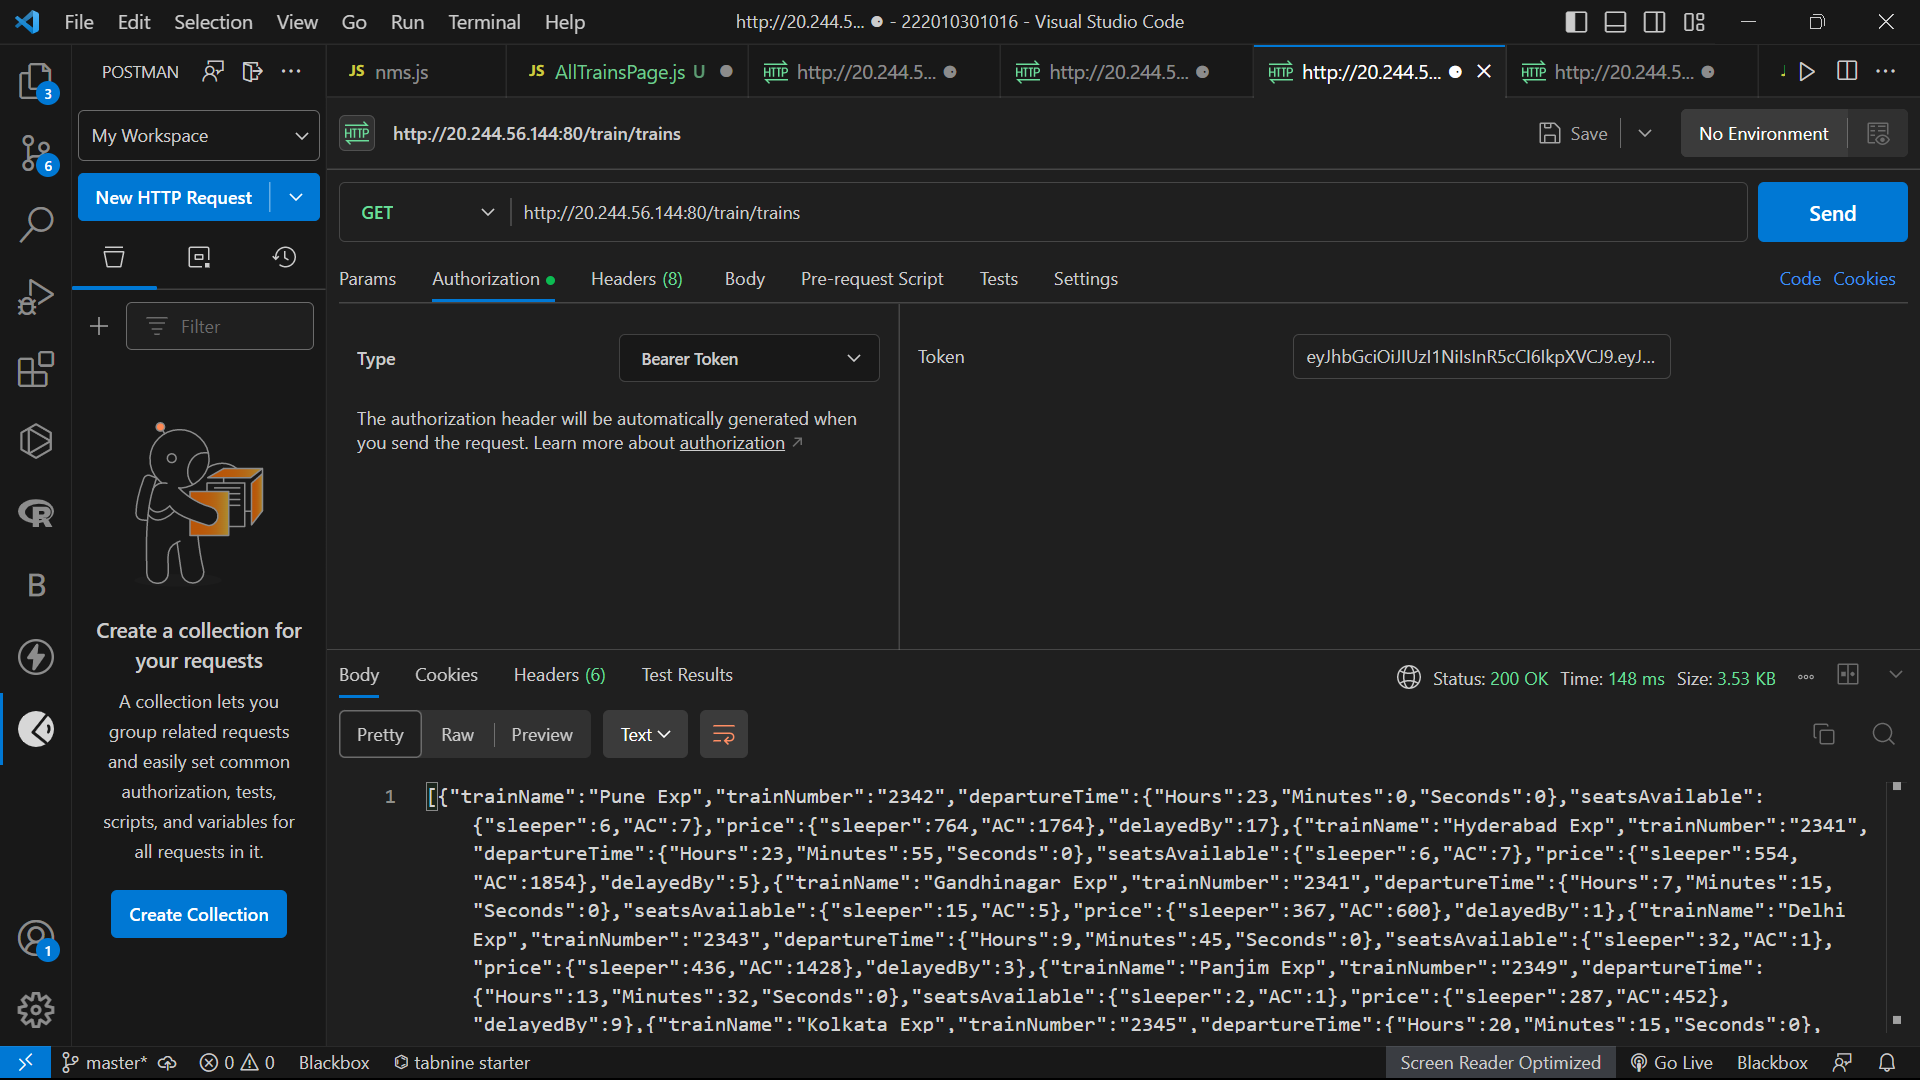 File Edit Selection View Go Run Terminal Help
http://20.244.5... ● - 222010301016 - Visual Studio Code
POSTMAN
JS nms.js
JS AllTrainsPage.js U
HTTP http://20.244.5...
HTTP http://20.244.5...
HTTP http://20.244.5...
HTTP http://20.244.5...
3
My Workspace
HTTP http://20.244.56.144:80/train/trains
Save
No Environment
6
New HTTP Request
GET http://20.244.56.144:80/train/trains
Send
Params Authorization Headers (8) Body Pre-request Script Tests Settings
Code Cookies
Filter
Type Bearer Token
Token eyJhbGciOiJIUzI1NiIsInR5cCI6IkpXVCJ9.eyJ...
The authorization header will be automatically generated when
you send the request. Learn more about authorization
R
B
Create a collection for
your requests
A collection lets you
group related requests
and easily set common
authorization, tests,
scripts, and variables for
all requests in it.
Create Collection
1
Body Cookies Headers (6) Test Results
Status: 200 OK Time: 148 ms Size: 3.53 KB
Pretty Raw Preview Text
1 [{"trainName":"Pune Exp","trainNumber":"2342","departureTime":{"Hours":23,"Minutes":0,"Seconds":0},"seatsAvailable":
{"sleeper":6,"AC":7},"price":{"sleeper":764,"AC":1764},"delayedBy":17},{"trainName":"Hyderabad Exp","trainNumber":"2341",
"departureTime":{"Hours":23,"Minutes":55,"Seconds":0},"seatsAvailable":{"sleeper":6,"AC":7},"price":{"sleeper":554,
"AC":1854},"delayedBy":5},{"trainName":"Gandhinagar Exp","trainNumber":"2341","departureTime":{"Hours":7,"Minutes":15,
"Seconds":0},"seatsAvailable":{"sleeper":15,"AC":5},"price":{"sleeper":367,"AC":600},"delayedBy":1},{"trainName":"Delhi
Exp","trainNumber":"2343","departureTime":{"Hours":9,"Minutes":45,"Seconds":0},"seatsAvailable":{"sleeper":32,"AC":1},
"price":{"sleeper":436,"AC":1428},"delayedBy":3},{"trainName":"Panjim Exp","trainNumber":"2349","departureTime":
{"Hours":13,"Minutes":32,"Seconds":0},"seatsAvailable":{"sleeper":2,"AC":1},"price":{"sleeper":287,"AC":452},
"delayedBy":9},{"trainName":"Kolkata Exp","trainNumber":"2345","departureTime":{"Hours":20,"Minutes":15,"Seconds":0},
master* 0 0 Blackbox tabnine starter
Screen Reader Optimized Go Live Blackbox